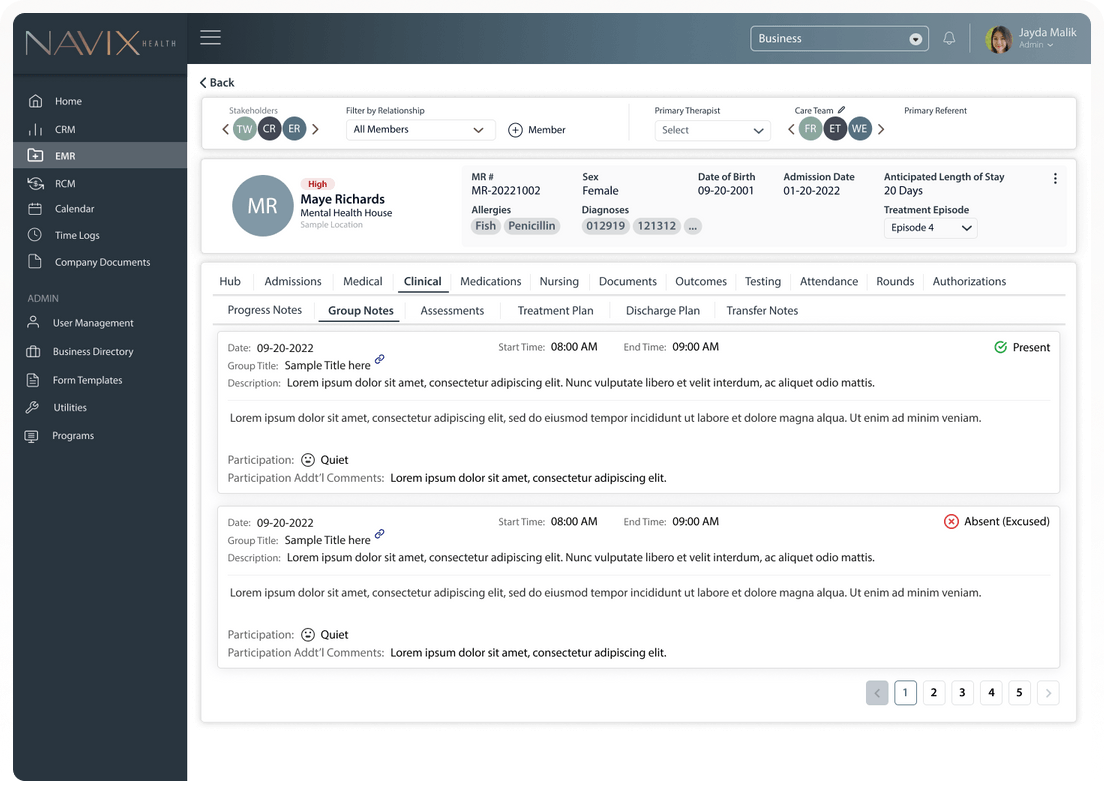 NAVIX HEALTH
Business
Jayda Malik
Admin
Home
CRM
EMR
RCM
Calendar
Time Logs
Company Documents
ADMIN
User Management
Business Directory
Form Templates
Utilities
Programs
Back
Stakeholders
TW CR ER
Filter by Relationship
All Members
Member
Primary Therapist
Select
Care Team
FR ET WE
Primary Referent
MR
High
Maye Richards
Mental Health House
Sample Location
MR #
MR-20221002
Sex
Female
Date of Birth
09-20-2001
Admission Date
01-20-2022
Anticipated Length of Stay
20 Days
Allergies
Fish Penicillin
Diagnoses
012919 121312 ...
Treatment Episode
Episode 4
Hub Admissions Medical Clinical Medications Nursing Documents Outcomes Testing Attendance Rounds Authorizations
Progress Notes Group Notes Assessments Treatment Plan Discharge Plan Transfer Notes
Date: 09-20-2022 Start Time: 08:00 AM End Time: 09:00 AM Present
Group Title: Sample Title here
Description: Lorem ipsum dolor sit amet, consectetur adipiscing elit. Nunc vulputate libero et velit interdum, ac aliquet odio mattis.
Lorem ipsum dolor sit amet, consectetur adipiscing elit, sed do eiusmod tempor incididunt ut labore et dolore magna alqua. Ut enim ad minim veniam.
Participation: Quiet
Participation Addt'l Comments: Lorem ipsum dolor sit amet, consectetur adipiscing elit.
Date: 09-20-2022 Start Time: 08:00 AM End Time: 09:00 AM Absent (Excused)
Group Title: Sample Title here
Description: Lorem ipsum dolor sit amet, consectetur adipiscing elit. Nunc vulputate libero et velit interdum, ac aliquet odio mattis.
Lorem ipsum dolor sit amet, consectetur adipiscing elit, sed do eiusmod tempor incididunt ut labore et dolore magna alqua. Ut enim ad minim veniam.
Participation: Quiet
Participation Addt'l Comments: Lorem ipsum dolor sit amet, consectetur adipiscing elit.
1 2 3 4 5